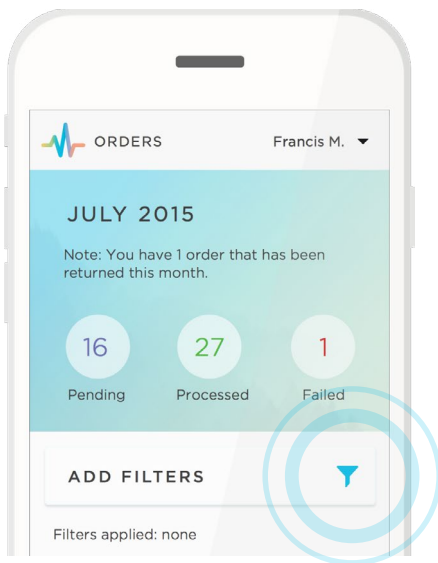 ORDERS
Francis M.
JULY 2015
Note: You have 1 order that has been
returned this month.
16
27
1
Pending
Processed
Failed
ADD FILTERS
Filters applied: none